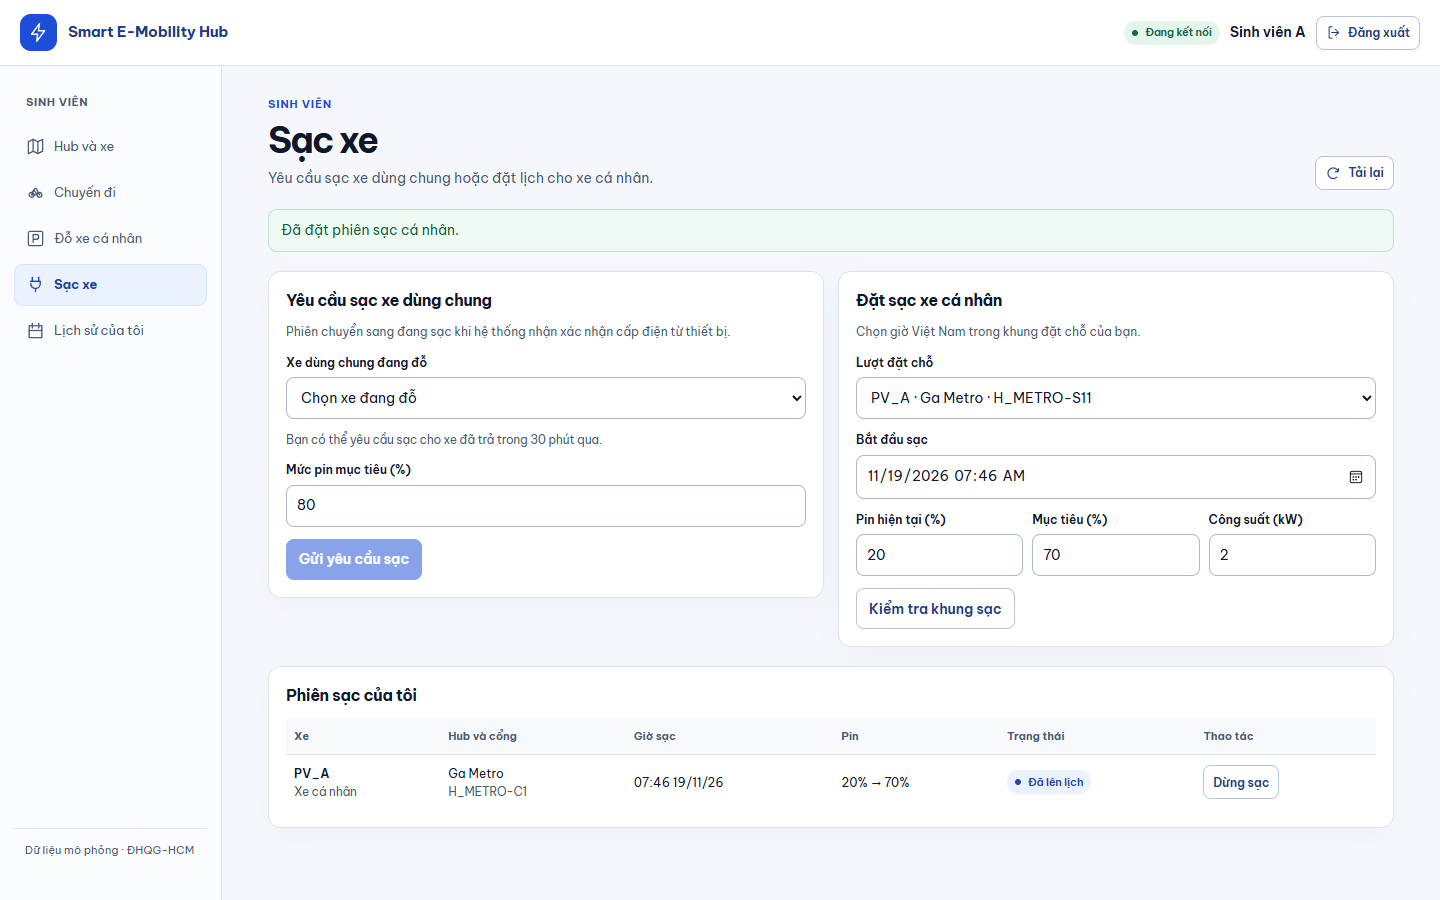 Smart E-Mobility Hub
Đang kết nối
Sinh viên A
Đăng xuất
SINH VIÊN
Hub và xe
Chuyến đi
Đỗ xe cá nhân
Sạc xe
Lịch sử của tôi
Dữ liệu mô phỏng · ĐHQG-HCM
SINH VIÊN
Sạc xe
Yêu cầu sạc xe dùng chung hoặc đặt lịch cho xe cá nhân.
Tải lại
Đã đặt phiên sạc cá nhân.
Yêu cầu sạc xe dùng chung
Phiên chuyển sang đang sạc khi hệ thống nhận xác nhận cấp điện từ thiết bị.
Xe dùng chung đang đỗ
Chọn xe đang đỗ
Bạn có thể yêu cầu sạc cho xe đã trả trong 30 phút qua.
Mức pin mục tiêu (%)
80
Gửi yêu cầu sạc
Đặt sạc xe cá nhân
Chọn giờ Việt Nam trong khung đặt chỗ của bạn.
Lượt đặt chỗ
PV_A · Ga Metro · H_METRO-S11
Bắt đầu sạc
11/19/2026 07:46 AM
Pin hiện tại (%) Mục tiêu (%) Công suất (kW)
20 70 2
Kiểm tra khung sạc
Phiên sạc của tôi
Xe Hub và cổng Giờ sạc Pin Trạng thái Thao tác
PV_A Ga Metro 07:46 19/11/26 20% → 70% Đã lên lịch Dừng sạc
Xe cá nhân H_METRO-C1